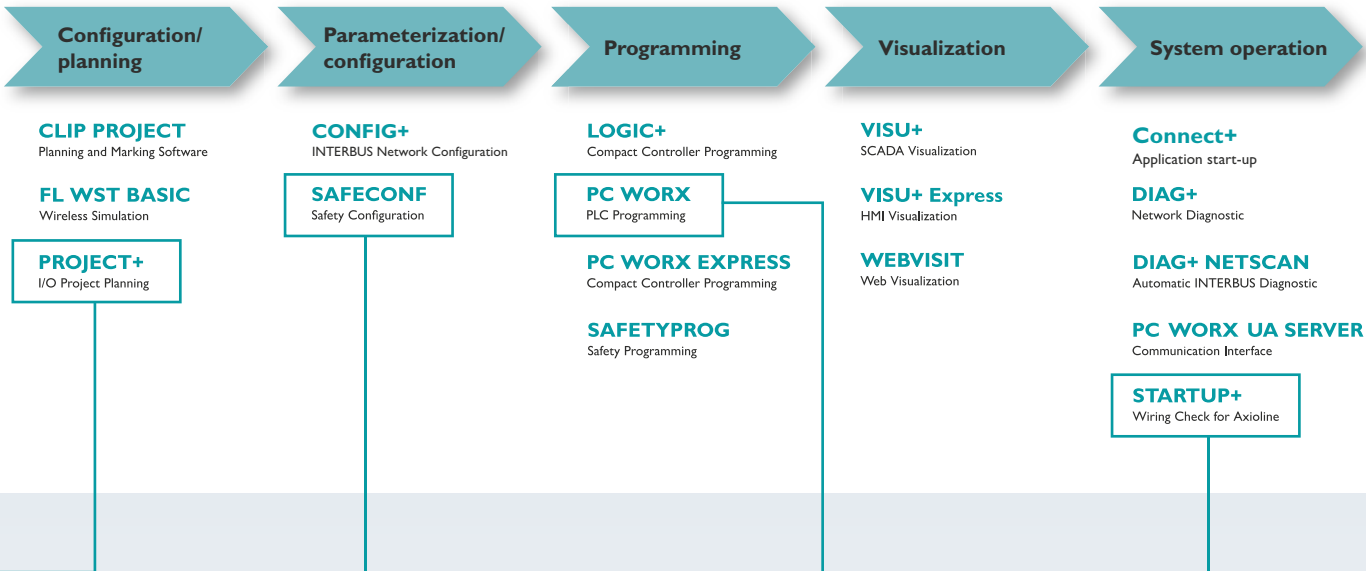 Configuration/
planning
Parameterization/
configuration
Programming
Visualization
System operation
CLIP PROJECT
Planning and Marking Software
FL WST BASIC
Wireless Simulation
PROJECT+
I/O Project Planning
CONFIG+
INTERBUS Network Configuration
SAFECONF
Safety Configuration
LOGIC+
Compact Controller Programming
PC WORX
PLC Programming
PC WORX EXPRESS
Compact Controller Programming
SAFETYPROG
Safety Programming
VISU+
SCADA Visualization
VISU+ Express
HMI Visualization
WEBVISIT
Web Visualization
Connect+
Application start-up
DIAG+
Network Diagnostic
DIAG+ NETSCAN
Automatic INTERBUS Diagnostic
PC WORX UA SERVER
Communication Interface
STARTUP+
Wiring Check for Axioline